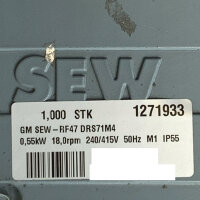 SEW
1,000 STK 1271933
GM SEW-RF47 DRS71M4
0,55kW 18,0rpm 240/415V 50Hz M1 IP55